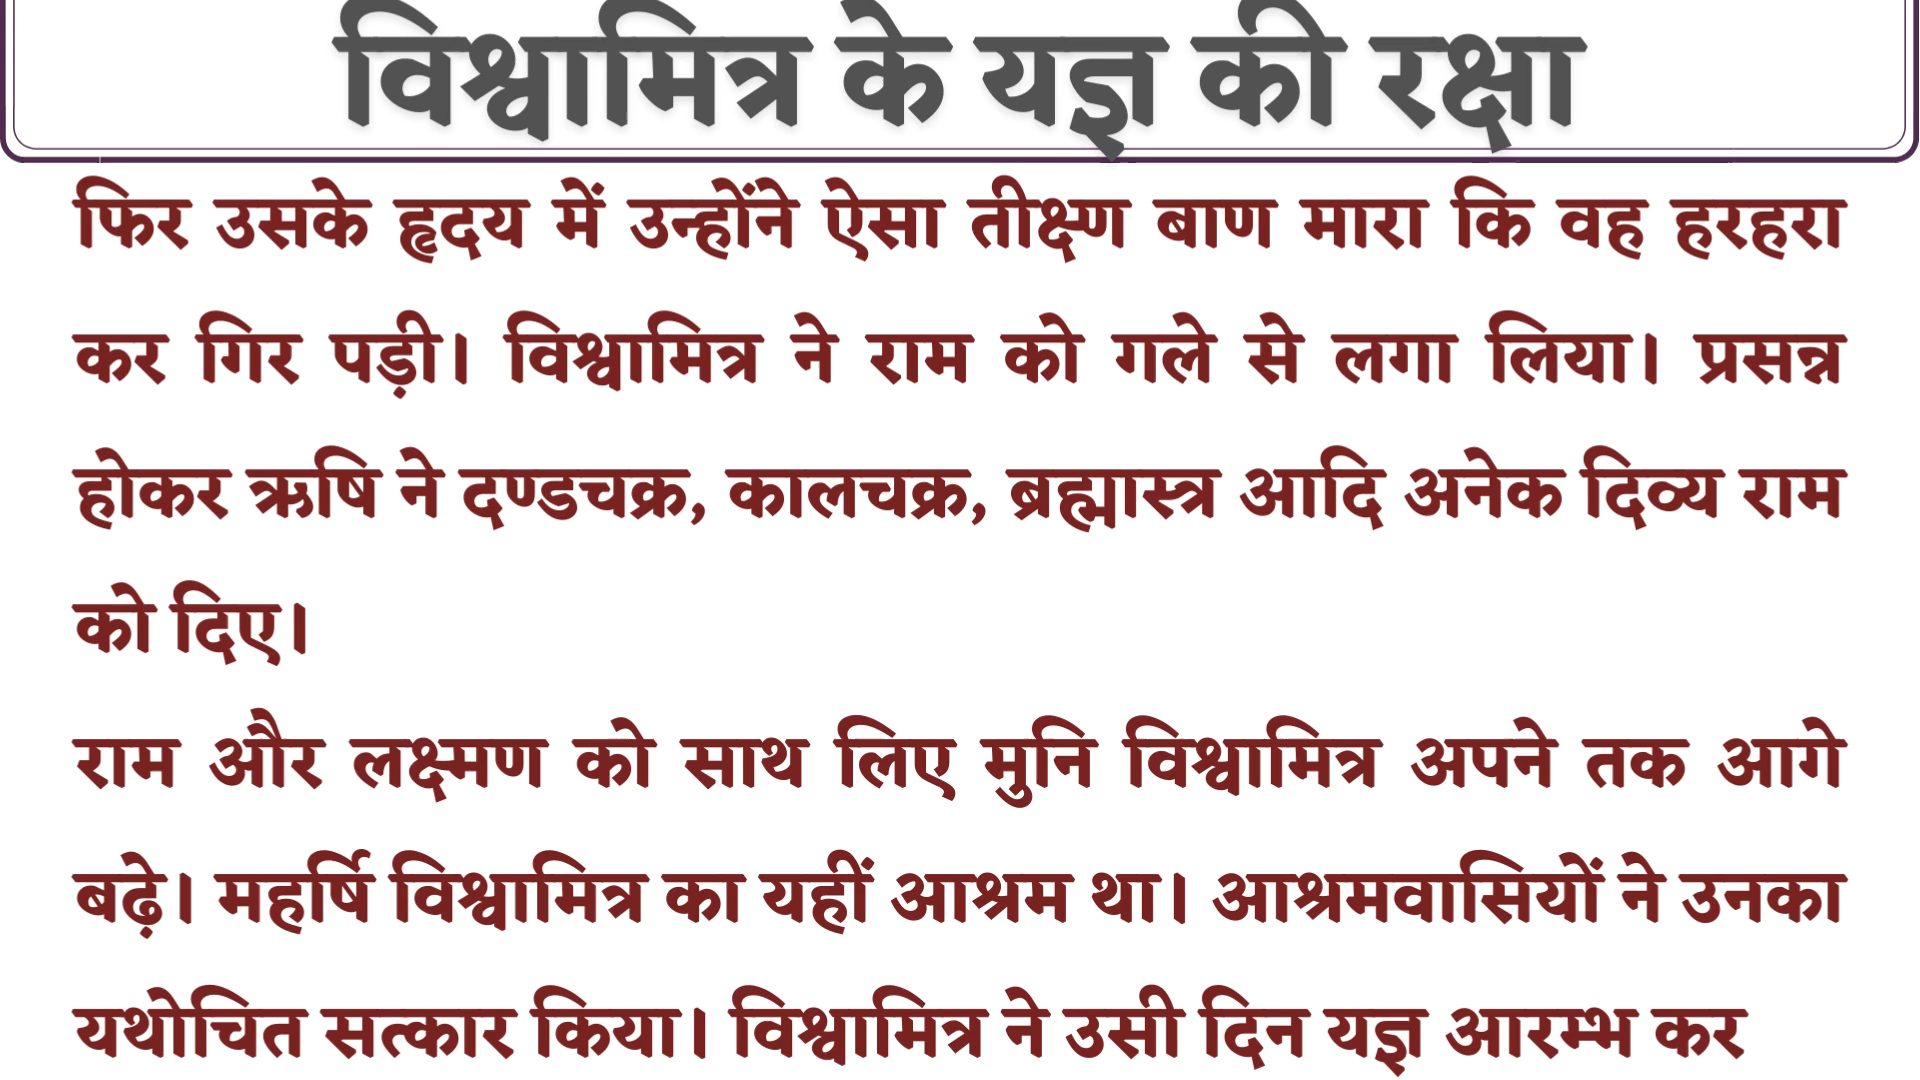 विश्वामित्र के यज्ञ की रक्षा
फिर उसके हृदय में उन्होंने ऐसा तीक्ष्ण बाण मारा कि वह हरहरा
कर गिर पड़ी। विश्वामित्र ने राम को गले से लगा लिया। प्रसन्न
होकर ऋषि ने दण्डचक्र, कालचक्र, ब्रह्मास्त्र आदि अनेक दिव्य राम
को दिए।
राम और लक्ष्मण को साथ लिए मुनि विश्वामित्र अपने तक आगे
बढ़े। महर्षि विश्वामित्र का यहीं आश्रम था। आश्रमवासियों ने उनका
यथोचित सत्कार किया। विश्वामित्र ने उसी दिन यज्ञ आरम्भ कर